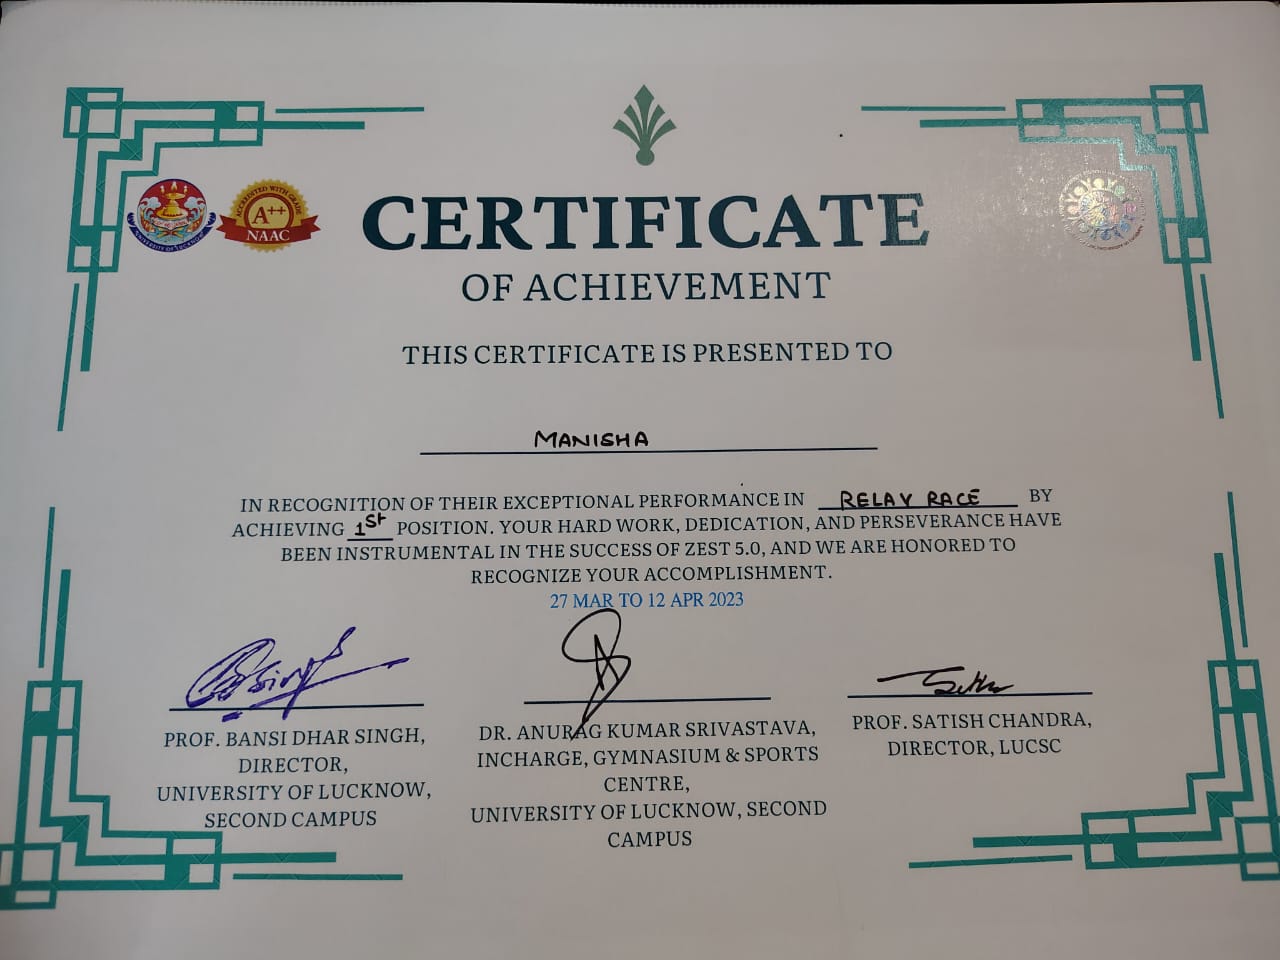 UNIVERSITY OF LUCKNOW
ACCREDITED WITH GRADE
A++
NAAC
CERTIFICATE
OF ACHIEVEMENT
THIS CERTIFICATE IS PRESENTED TO
MANISHA
IN RECOGNITION OF THEIR EXCEPTIONAL PERFORMANCE IN RELAY RACE BY
ACHIEVING 1st POSITION. YOUR HARD WORK, DEDICATION, AND PERSEVERANCE HAVE
BEEN INSTRUMENTAL IN THE SUCCESS OF ZEST 5.0, AND WE ARE HONORED TO
RECOGNIZE YOUR ACCOMPLISHMENT.
27 MAR TO 12 APR 2023
PROF. BANSI DHAR SINGH,
DIRECTOR,
UNIVERSITY OF LUCKNOW,
SECOND CAMPUS
DR. ANURAG KUMAR SRIVASTAVA,
INCHARGE, GYMNASIUM & SPORTS
CENTRE,
UNIVERSITY OF LUCKNOW, SECOND
CAMPUS
PROF. SATISH CHANDRA,
DIRECTOR, LUCSC